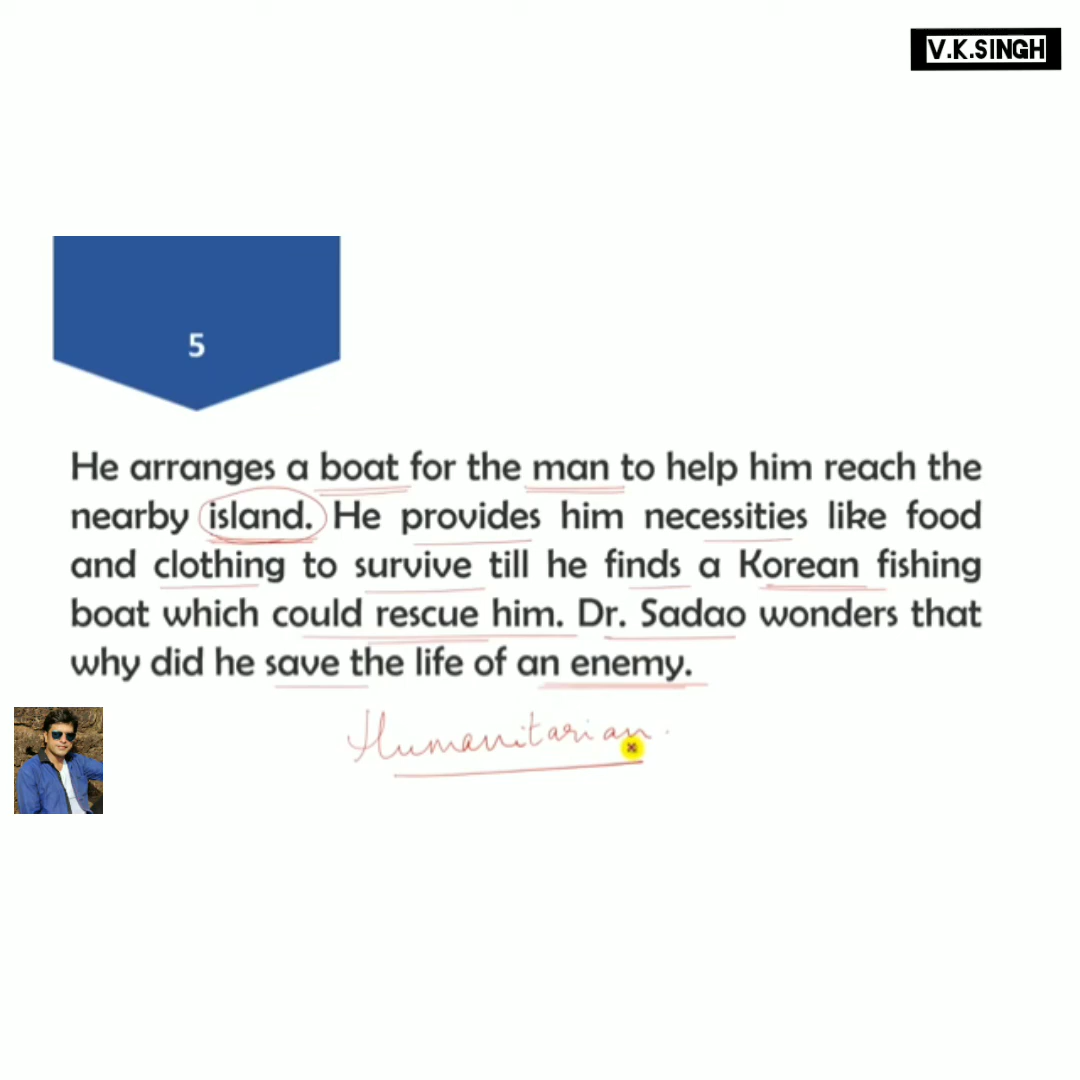 V.K.SINGH
5
He arranges a boat for the man to help him reach the
nearby island. He provides him necessities like food
and clothing to survive till he finds a Korean fishing
boat which could rescue him. Dr. Sadao wonders that
why did he save the life of an enemy.
Humanitarian.